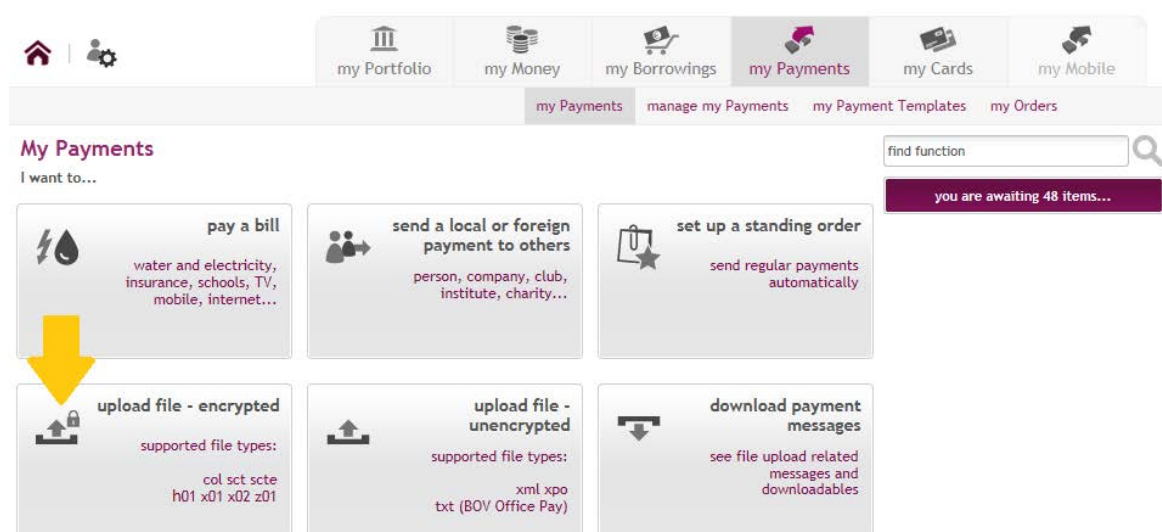 my Portfolio
my Money
my Borrowings
my Payments
my Cards
my Mobile
my Payments
manage my Payments
my Payment Templates
my Orders
My Payments
I want to...
find function
you are awaiting 48 items...
pay a bill
water and electricity,
insurance, schools, TV,
mobile, internet...
send a local or foreign
payment to others
person, company, club,
institute, charity...
set up a standing order
send regular payments
automatically
upload file - encrypted
supported file types:
col sct scte
h01 x01 x02 z01
upload file -
unencrypted
supported file types:
xml xpo
txt (BOV Office Pay)
download payment
messages
see file upload related
messages and
downloadables